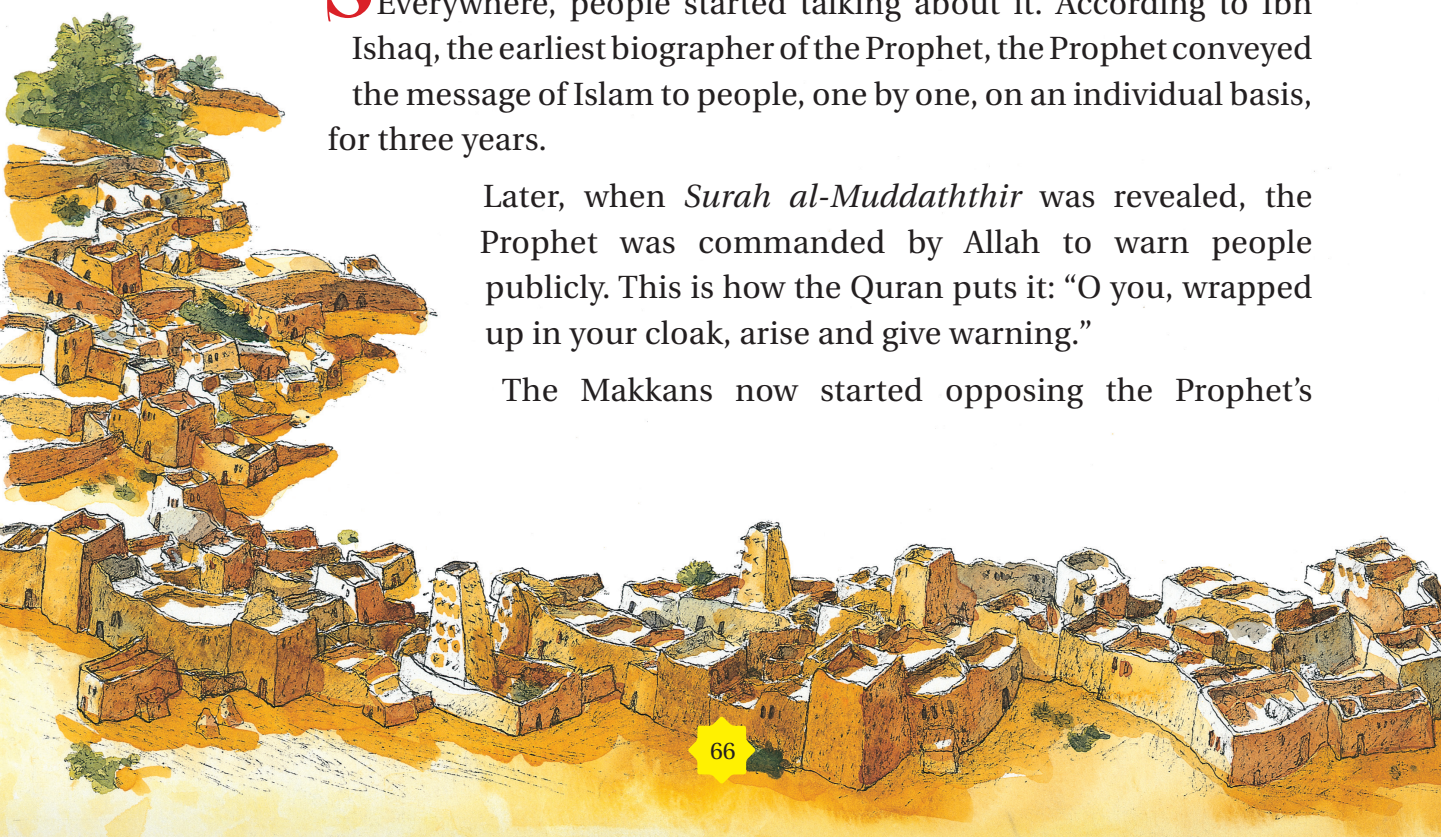 S Everywhere, people started talking about it. According to Ibn
Ishaq, the earliest biographer of the Prophet, the Prophet conveyed
the message of Islam to people, one by one, on an individual basis,
for three years.
Later, when Surah al-Muddaththir was revealed, the
Prophet was commanded by Allah to warn people
publicly. This is how the Quran puts it: “O you, wrapped
up in your cloak, arise and give warning.”
The Makkans now started opposing the Prophet’s
66